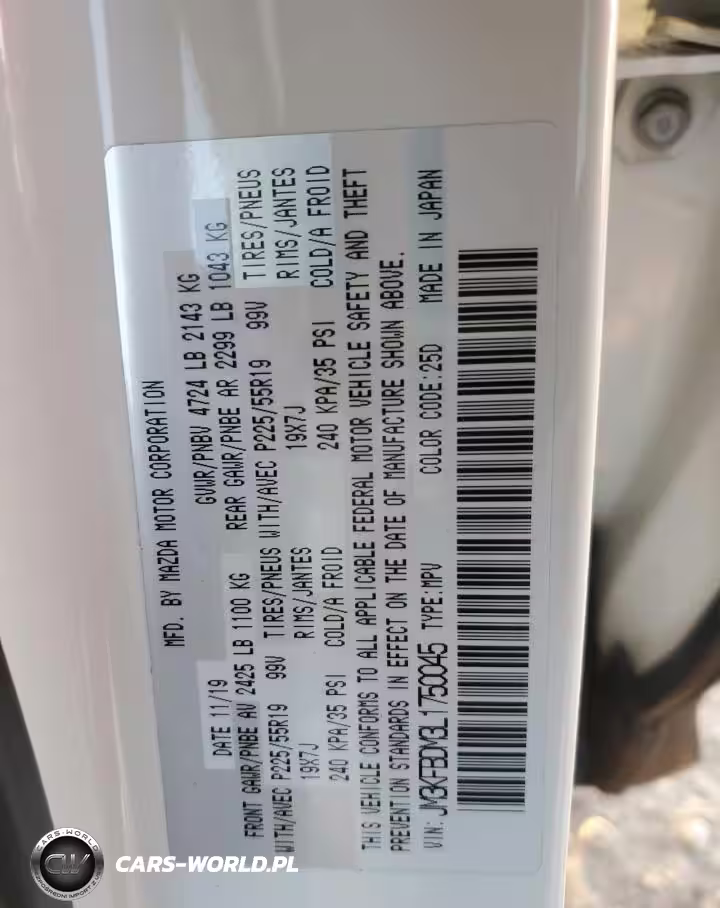 MFD. BY MAZDA MOTOR CORPORATION
DATE 11/19 GVWR/PNBV 4724 LB 2143 KG
FRONT GAWR/PNBE AV 2425 LB 1100 KG REAR GAWR/PNBE AR 2299 LB 1043 KG
WITH/AVEC P225/55R19 99V TIRES/PNEUS WITH/AVEC P225/55R19 99V TIRES/PNEUS
19X7J RIMS/JANTES 19X7J RIMS/JANTES
240 KPA/35 PSI COLD/A FROID 240 KPA/35 PSI COLD/A FROID
THIS VEHICLE CONFORMS TO ALL APPLICABLE FEDERAL MOTOR VEHICLE SAFETY AND THEFT
PREVENTION STANDARDS IN EFFECT ON THE DATE OF MANUFACTURE SHOWN ABOVE.
VIN: JM3KFBDM3L1750045 TYPE:MPV COLOR CODE:25D MADE IN JAPAN
CARS-WORLD
CW
CARS-WORLD.PL